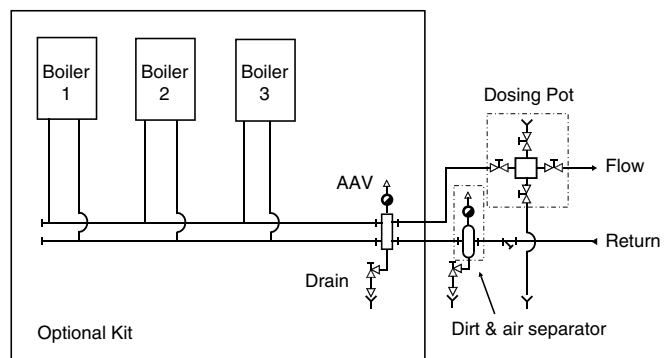 Boiler
1
Boiler
2
Boiler
3
Dosing Pot
AAV
Flow
Return
Drain
Dirt & air separator
Optional Kit